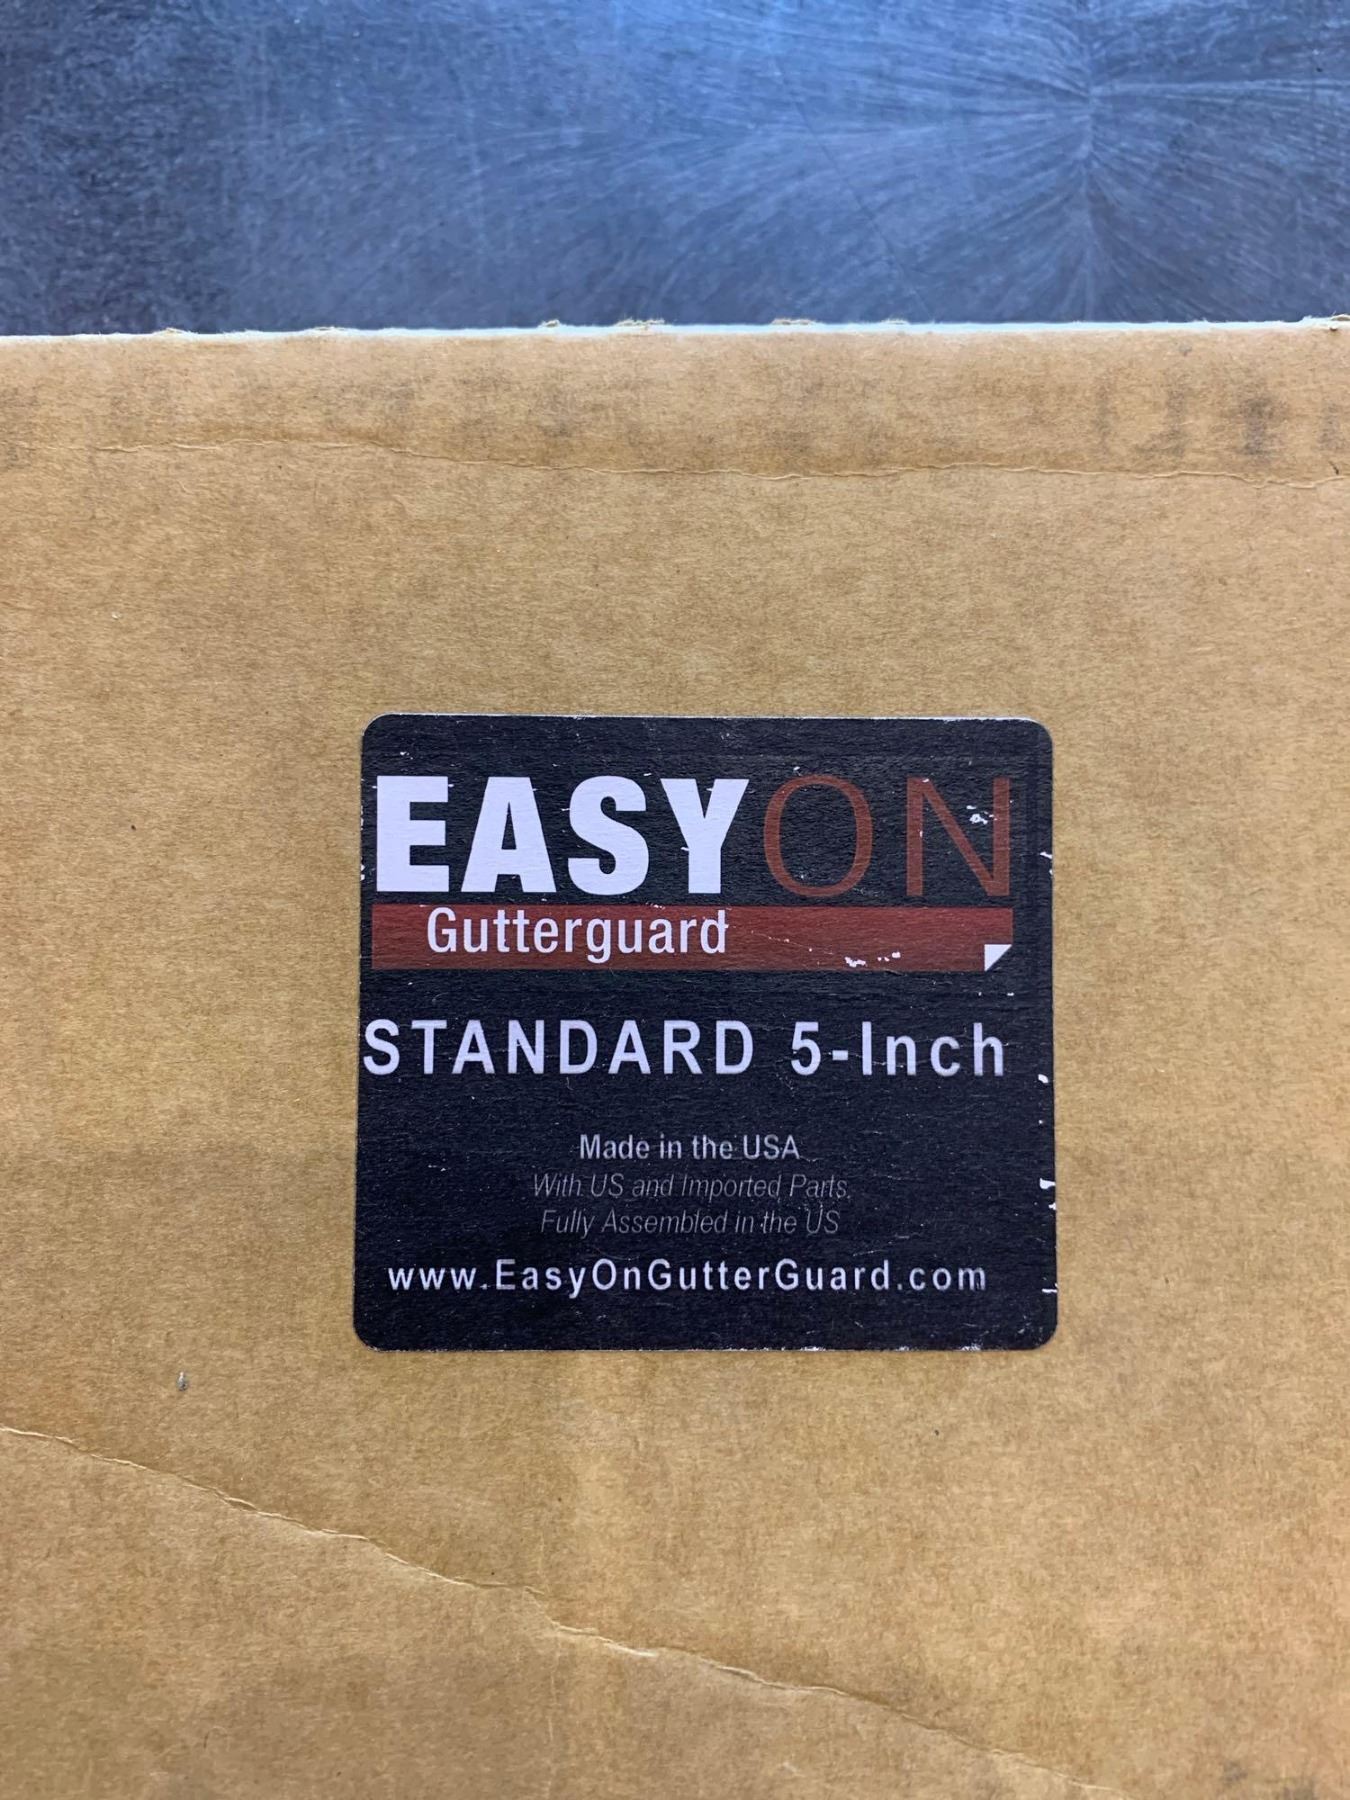 EASYON
Gutterguard
STANDARD 5-Inch
Made in the USA
With US and Imported Parts.
Fully Assembled in the US
www.EasyOnGutterGuard.com